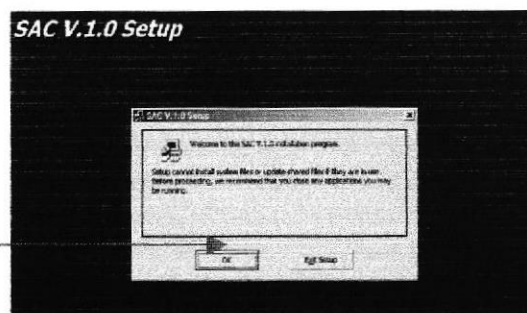 SAC V.1.0 Setup
SAC V.1.0 Setup
Welcome to the SAC V.1.0 installation program.
Setup cannot install system files or update shared files if they are in use.
Before proceeding, we recommend that you close any applications you may
be running.
OK
Exit Setup